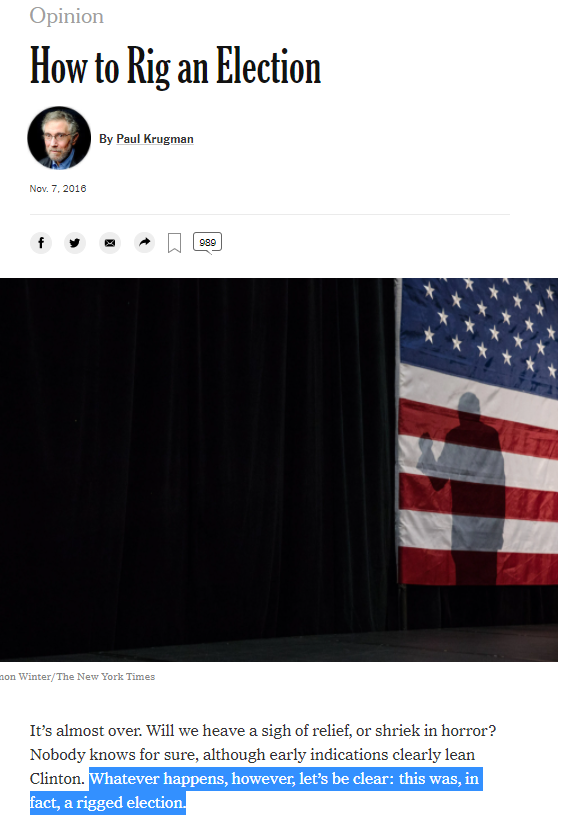 Opinion
How to Rig an Election
By Paul Krugman
Nov. 7, 2016
989
Winter/The New York Times
It’s almost over. Will we heave a sigh of relief, or shriek in horror?
Nobody knows for sure, although early indications clearly lean
Clinton. Whatever happens, however, let’s be clear: this was, in
fact, a rigged election.